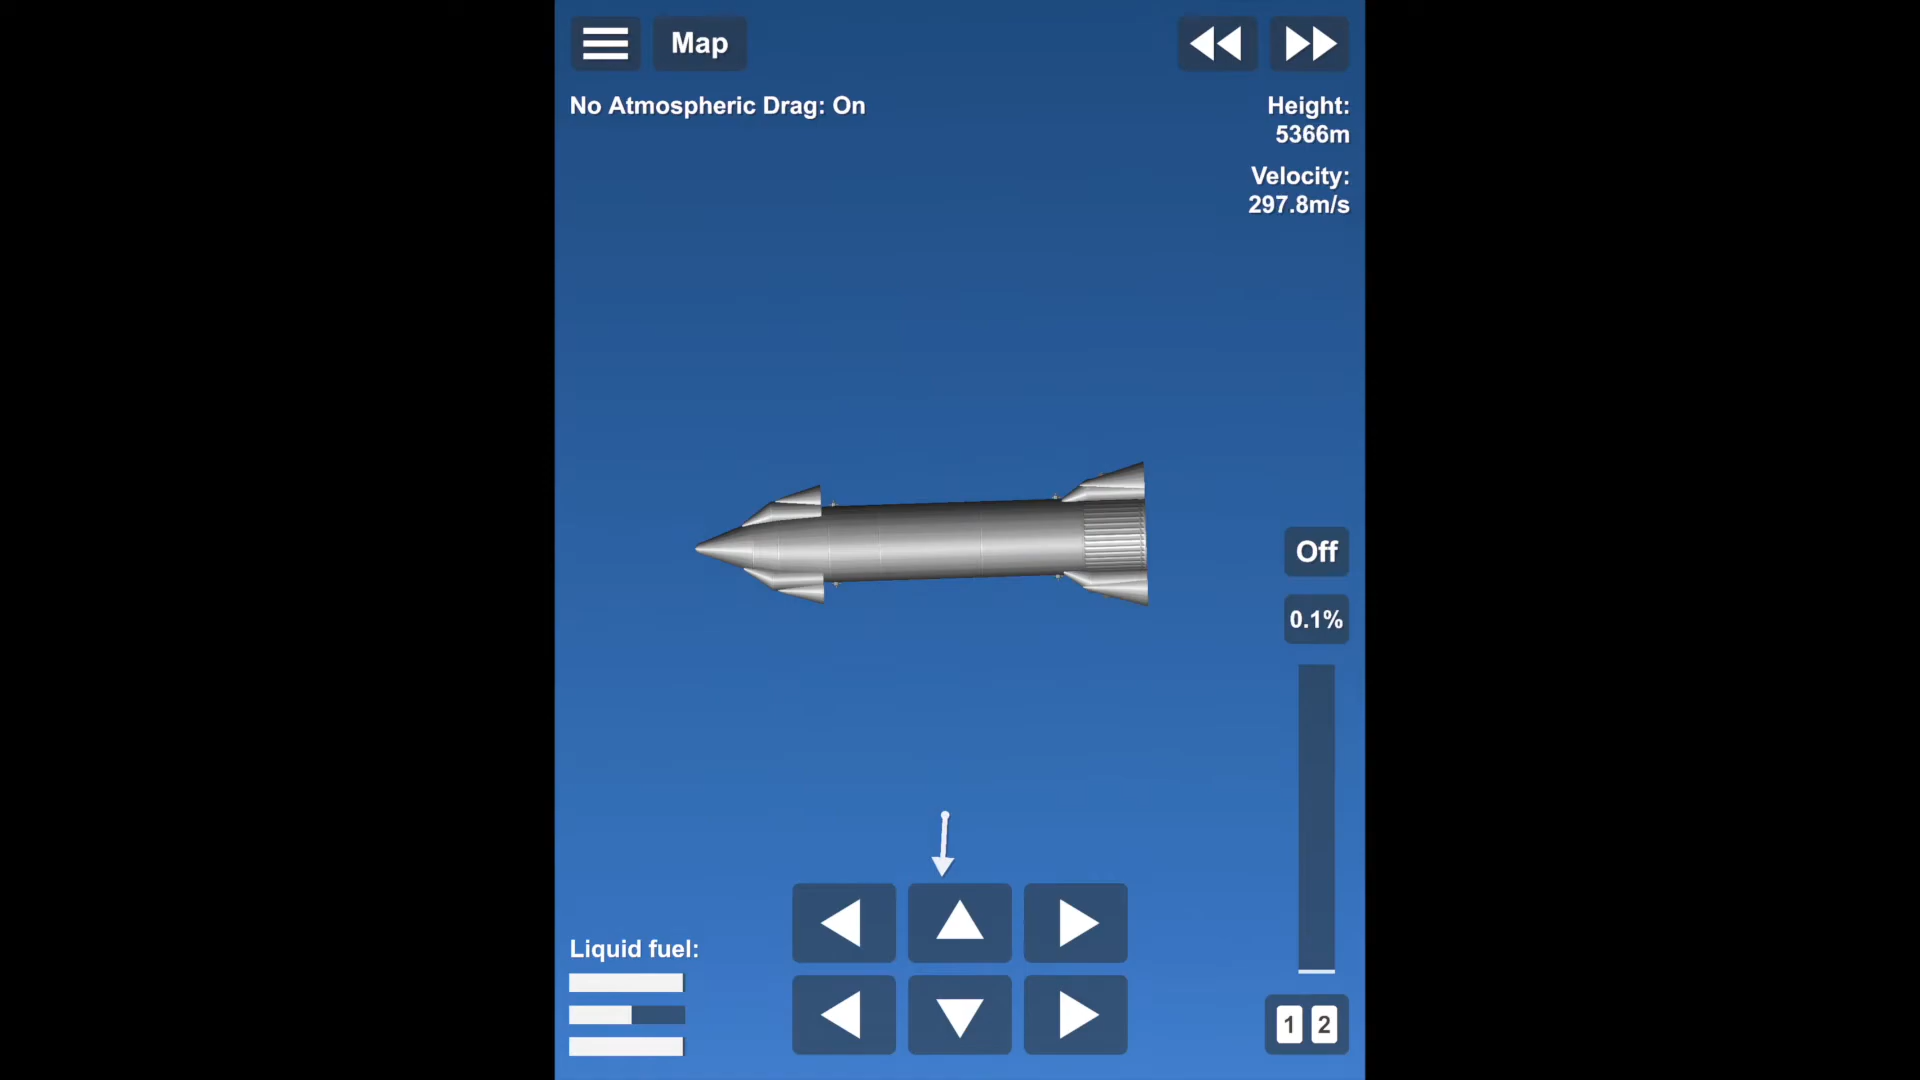 Map
No Atmospheric Drag: On
Height:
5366m
Velocity:
297.8m/s
Off
0.1%
Liquid fuel:
1 2